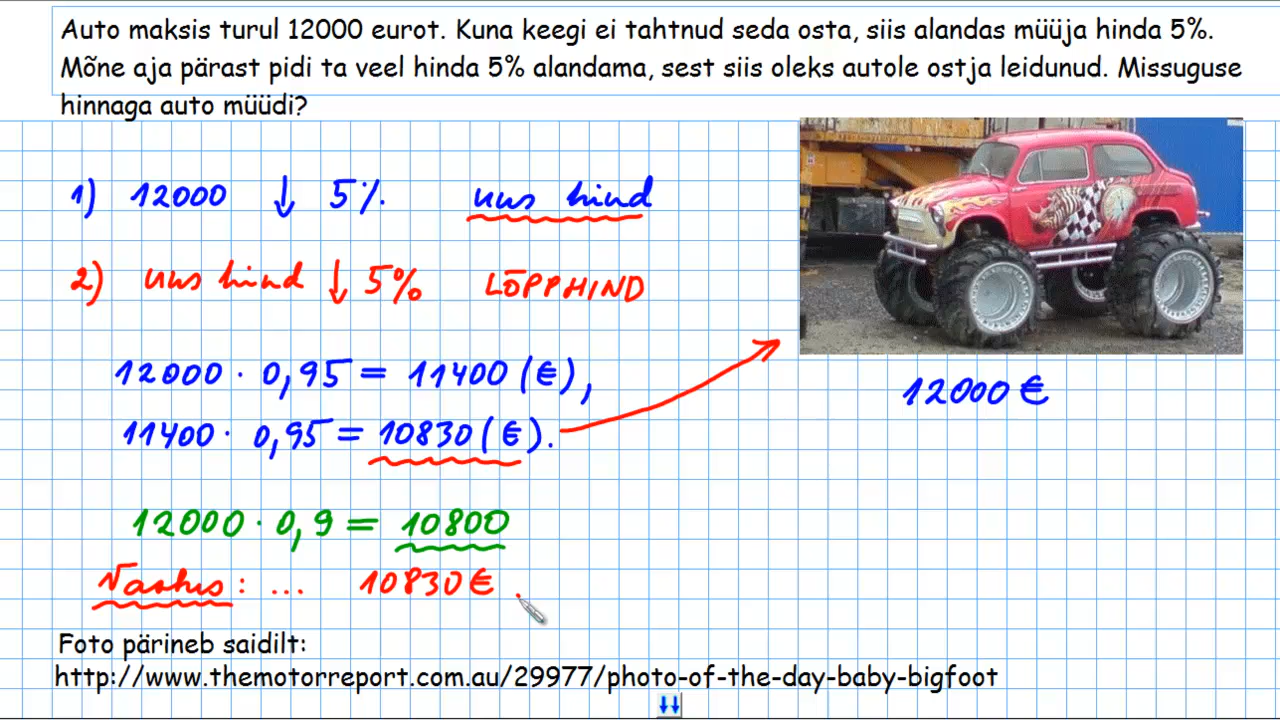 Auto maksis turul 12000 eurot. Kuna keegi ei tahtnud seda osta, siis alandas müüja hinda 5%.
Mõne aja pärast pidi ta veel hinda 5% alandama, sest siis oleks autole ostja leidunud. Missuguse
hinnaga auto müüdi?
1) 12000 ↓ 5% uus hind
2) uus hind ↓ 5% LÕPPHIND
12000 · 0,95 = 11400 (€),
11400 · 0,95 = 10830 (€).
12000 €
12000 · 0,9 = 10800
Vastus: ... 10830 € .
Foto pärineb saidilt:
http://www.themotorreport.com.au/29977/photo-of-the-day-baby-bigfoot